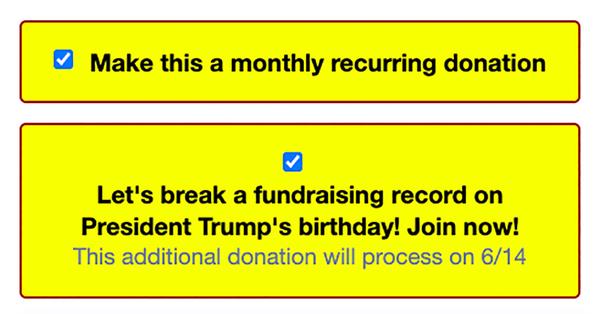 Make this a monthly recurring donation
Let's break a fundraising record on
President Trump's birthday! Join now!
This additional donation will process on 6/14